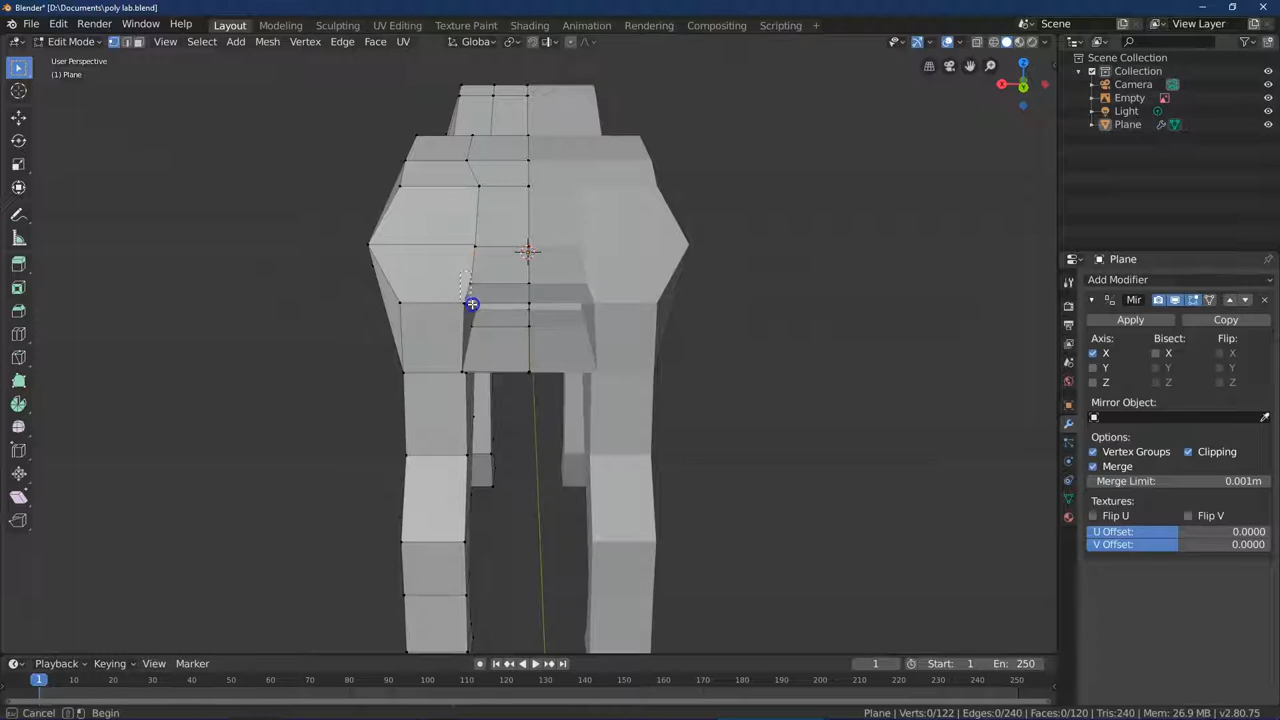 Blender* [D:\Documents\poly lab.blend]
File Edit Render Window Help Layout Modeling Sculpting UV Editing Texture Paint Shading Animation Rendering Compositing Scripting Scene View Layer
Edit Mode View Select Add Mesh Vertex Edge Face UV Globa
User Perspective
(1) Plane
X
Z
Y
Scene Collection
Collection
Camera
Empty
Light
Plane
Plane
Add Modifier
Mir
Apply Copy
Axis: Bisect: Flip:
X X X
Y Y Y
Z Z Z
Mirror Object:
Options:
Vertex Groups Clipping
Merge
Merge Limit: 0.001m
Textures:
Flip U Flip V
U Offset: 0.0000
V Offset: 0.0000
Playback Keying View Marker 1 Start: 1 En: 250
1 10 20 30 40 50 60 70 80 90 100 110 120 130 140 150 160 170 180 190 200 210 220 230 240 250
Cancel Begin Plane | Verts:0/122 | Edges:0/240 | Faces:0/120 | Tris:240 | Mem: 26.9 MB | v2.80.75